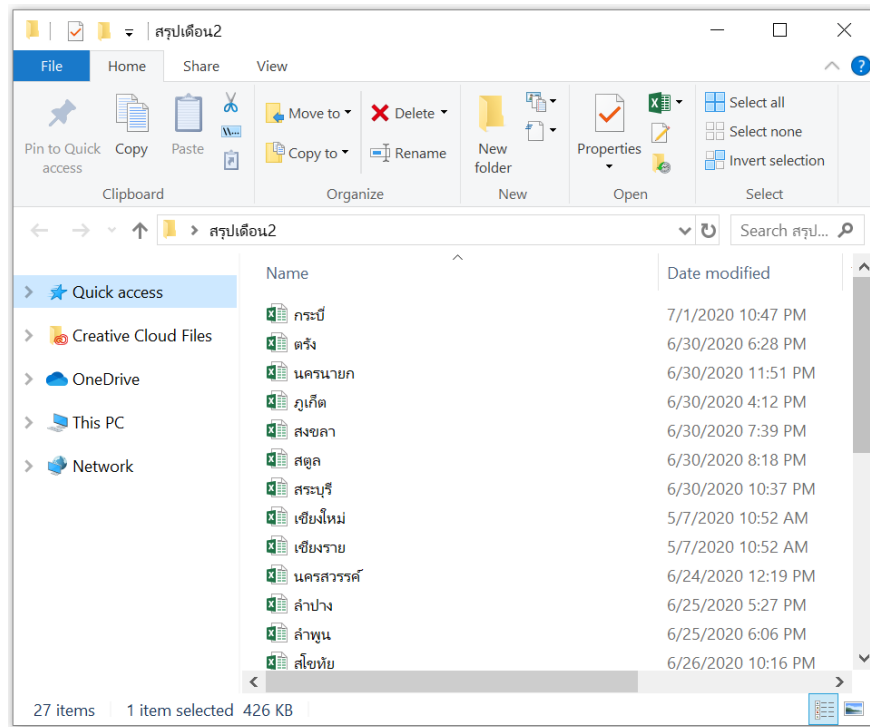 สรุปเดือน2
File Home Share View
Pin to Quick access
Copy
Paste
Clipboard
Move to
Copy to
Delete
Rename
Organize
New folder
New
Properties
Open
Select all
Select none
Invert selection
Select
สรุปเดือน2
Search สรุป...
Quick access
Creative Cloud Files
OneDrive
This PC
Network
Name Date modified
กระบี่ 7/1/2020 10:47 PM
ตรัง 6/30/2020 6:28 PM
นครนายก 6/30/2020 11:51 PM
ภูเก็ต 6/30/2020 4:12 PM
สงขลา 6/30/2020 7:39 PM
สตูล 6/30/2020 8:18 PM
สระบุรี 6/30/2020 10:37 PM
เชียงใหม่ 5/7/2020 10:52 AM
เชียงราย 5/7/2020 10:52 AM
นครสวรรค์ 6/24/2020 12:19 PM
ลำปาง 6/25/2020 5:27 PM
ลำพูน 6/25/2020 6:06 PM
สุโขทัย 6/26/2020 10:16 PM
27 items 1 item selected 426 KB